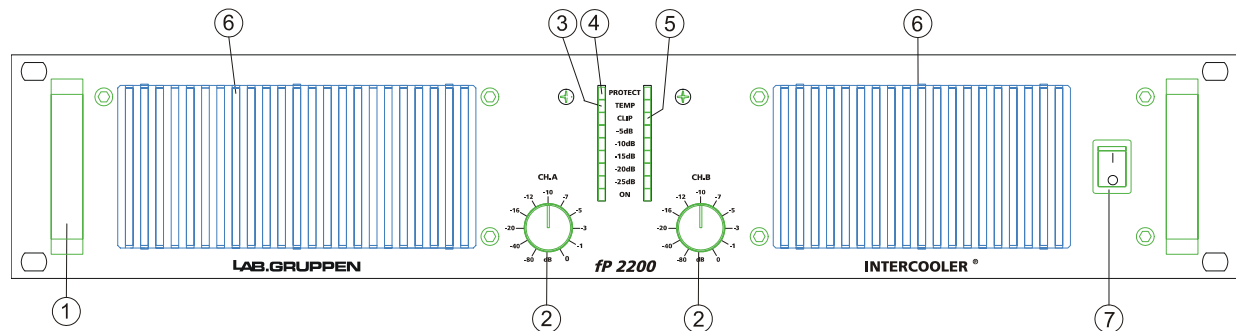 6 3 4 5 6
PROTECT
TEMP
CLIP
-5dB
-10dB
-15dB
-20dB
-25dB
ON
CH.A
-10
-12 -7
-16 -5
-20 -3
-40 -1
-80 dB 0
CH.B
-10
-12 -7
-16 -5
-20 -3
-40 -1
-80 dB 0
I
O
LAB.GRUPPEN fP 2200 INTERCOOLER ®
1 2 2 7